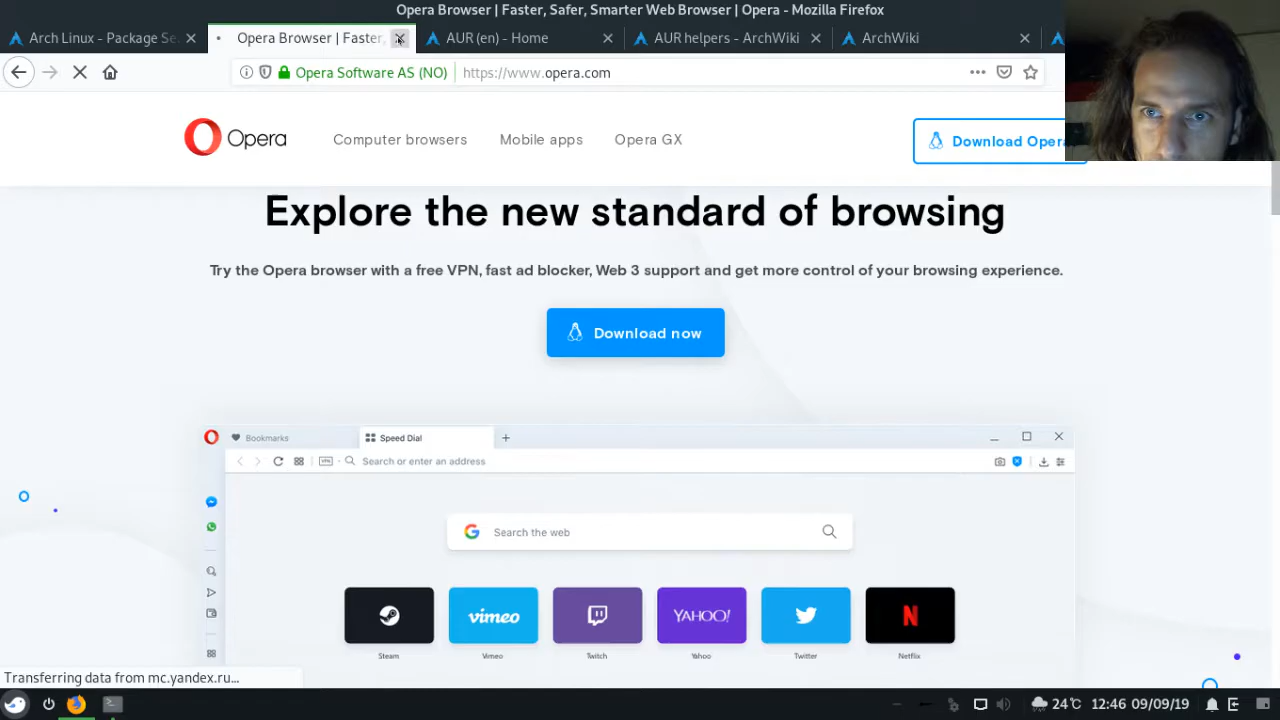 Opera Browser | Faster, Safer, Smarter Web Browser | Opera - Mozilla Firefox
Arch Linux - Package Se
Opera Browser | Faster,
AUR (en) - Home
AUR helpers - ArchWiki
ArchWiki
Opera Software AS (NO)
https://www.opera.com
Opera
Computer browsers
Mobile apps
Opera GX
Download Opera
Explore the new standard of browsing
Try the Opera browser with a free VPN, fast ad blocker, Web 3 support and get more control of your browsing experience.
Download now
Bookmarks
Speed Dial
VPN
Search or enter an address
Search the web
vimeo
YAHOO!
N
Steam
Vimeo
Twitch
Yahoo
Twitter
Netflix
Transferring data from mc.yandex.ru...
24°C
12:46 09/09/19